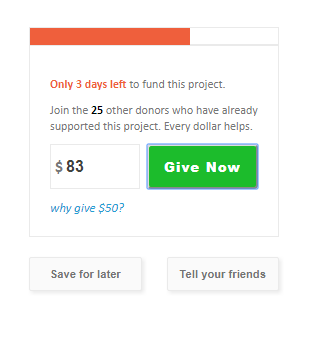 Only 3 days left to fund this project.
Join the 25 other donors who have already
supported this project. Every dollar helps.
$ 83
Give Now
why give $50?
Save for later
Tell your friends